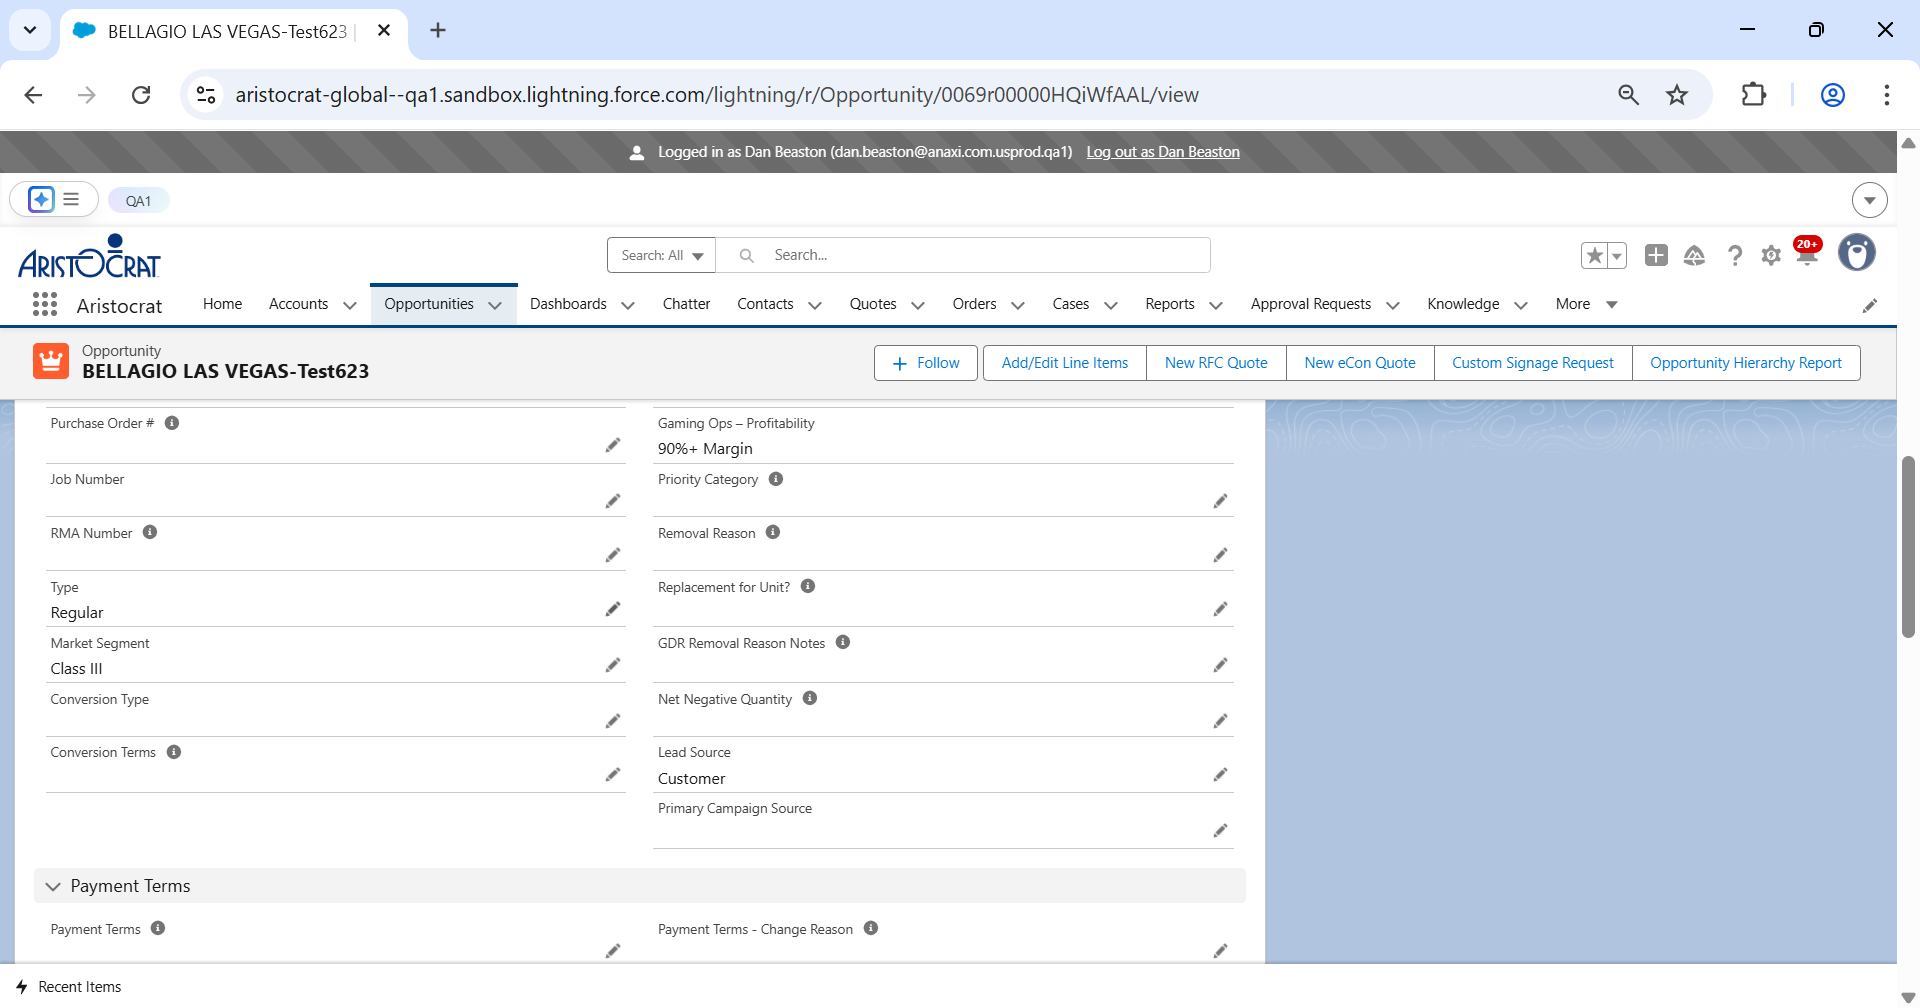 BELLAGIO LAS VEGAS-Test623
aristocrat-global--qa1.sandbox.lightning.force.com/lightning/r/Opportunity/0069r00000HQiWfAAL/view
Logged in as Dan Beaston (dan.beaston@anaxi.com.usprod.qa1) Log out as Dan Beaston
QA1
ARISTOCRAT
Search: All Search...
20+
Aristocrat Home Accounts Opportunities Dashboards Chatter Contacts Quotes Orders Cases Reports Approval Requests Knowledge More
Opportunity
BELLAGIO LAS VEGAS-Test623
Follow Add/Edit Line Items New RFC Quote New eCon Quote Custom Signage Request Opportunity Hierarchy Report
Purchase Order # Gaming Ops – Profitability
90%+ Margin
Job Number Priority Category
RMA Number Removal Reason
Type Replacement for Unit?
Regular
Market Segment GDR Removal Reason Notes
Class III
Conversion Type Net Negative Quantity
Conversion Terms Lead Source
Customer
Primary Campaign Source
Payment Terms
Payment Terms Payment Terms - Change Reason
Recent Items